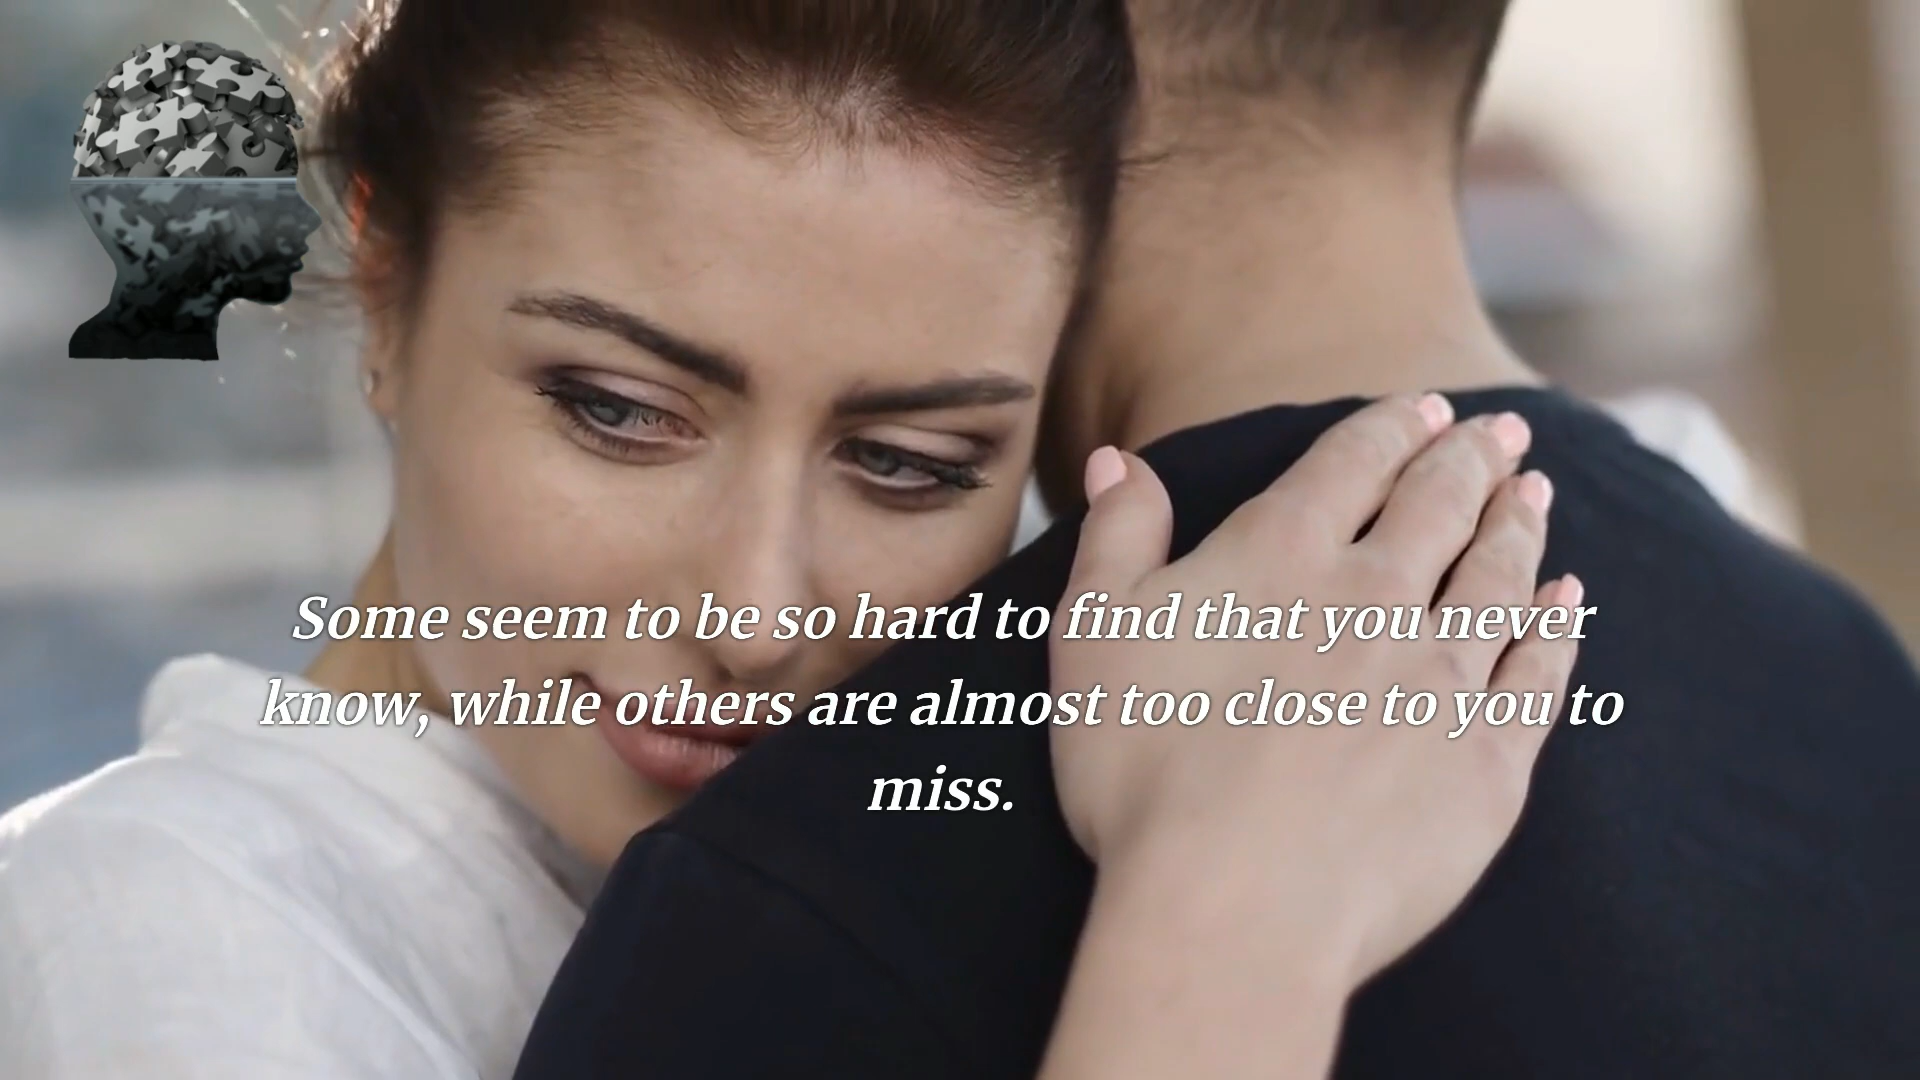 Some seem to be so hard to find that you never
know, while others are almost too close to you to
miss.